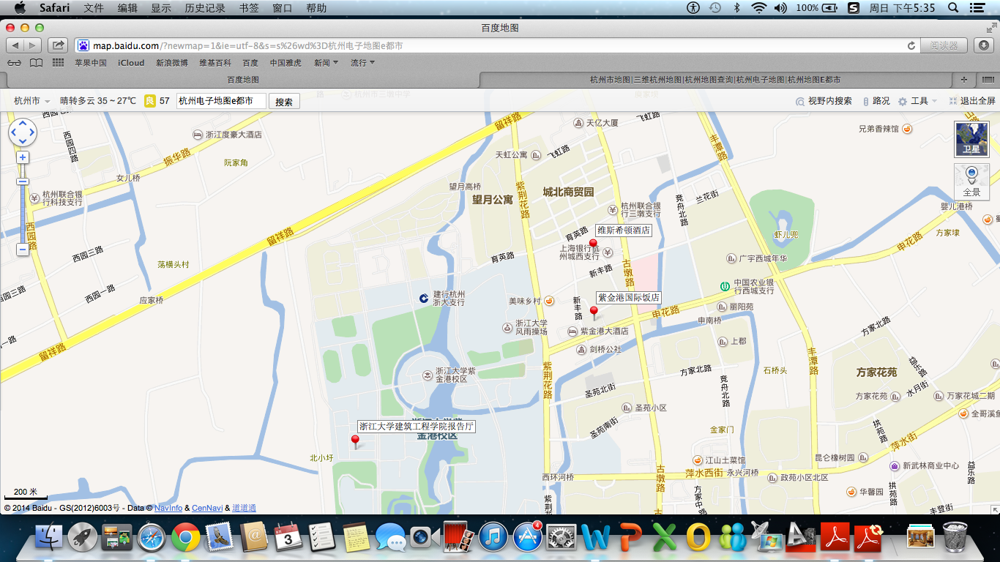 Safari 文件 编辑 显示 历史记录 书签 窗口 帮助 100% 周日 下午5:35
百度地图
map.baidu.com/?newmap=1&ie=utf-8&s=s%26wd%3D杭州电子地图e都市 阅读器
苹果中国 iCloud 新浪微博 维基百科 百度 中国雅虎 新闻 流行
百度地图 杭州市地图|三维杭州地图|杭州地图查询|杭州电子地图|杭州地图E都市
杭州市 晴转多云 35 ~ 27℃ 良 57 杭州电子地图e都市 搜索 视野内搜索 路况 工具 退出全屏
留祥路
天亿大厦
飞虹路
兄弟香辣馆
西园四路
浙江度豪大酒店
丰潭路
卫星
振华路
阮家角
天虹公寓
飞虹路
女儿桥
望月高桥
全景
杭州联合银
行科技支行
望月公寓
紫荆花路
城北商贸园
兰花街
竞舟北路
杭州联合银
行三墩支行
婴儿港桥
西园路
留祥路
育英路
维斯希顿酒店
虾儿兜
方家埭
申花路
西园三路
荡横头村
育英路
上海银行杭
州城西支行
古墩路
广宇西城年华
新丰路
西园三路
西园一路
应家桥
建行杭州
浙大支行
美味乡村
新丰路
紫金港国际饭店
中国农业银
行西城支行
丽阳苑
申花路
申南桥
浙江大学
风雨操场
紫金港大酒店
方家北路
留祥路
剑桥公社
上郡
丰潭路
益乐路
浙江大学紫
金港校区
紫荆花路
方家北路
石桥头
方家花苑
圣苑北街
竞舟北路
水月街
方家花苑
万家花城二期
圣苑小区
全哥溪鱼
浙江大学建筑工程学院报告厅
金港校区
圣苑南街
金家门
拱苑路
萍水街
北小圩
江山土菜馆
昆仑橡树园
新武林商业中心
益乐路
西环河桥
古墩路
萍水西街
永兴河桥
政苑小区北区
200 米
紫荆
方家中路
华馨园
拱苑路
丰登街
© 2014 Baidu - GS(2012)6003号 - Data © NavInfo & CenNavi & 道道通
3
4